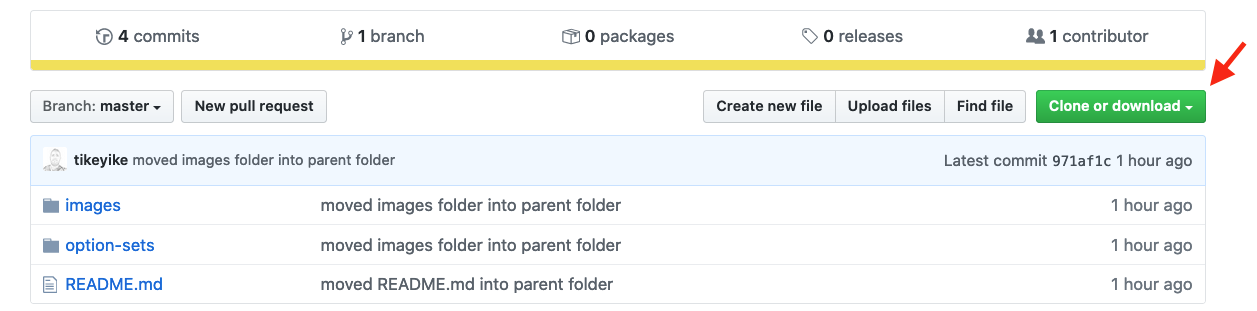 4 commits 1 branch 0 packages 0 releases 1 contributor
Branch: master New pull request Create new file Upload files Find file Clone or download
tikeyike moved images folder into parent folder Latest commit 971af1c 1 hour ago
images moved images folder into parent folder 1 hour ago
option-sets moved images folder into parent folder 1 hour ago
README.md moved README.md into parent folder 1 hour ago